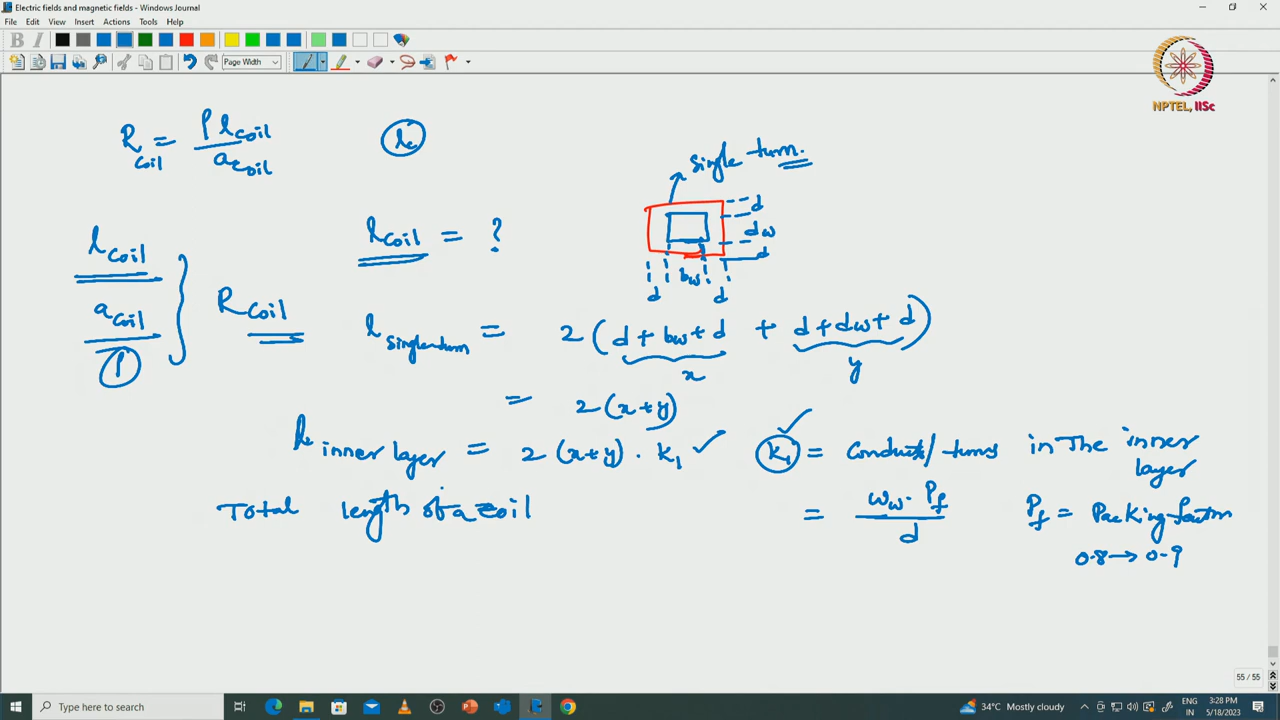 Electric fields and magnetic fields - Windows Journal
File Edit View Insert Actions Tools Help
B I
Page Width
NPTEL, IISc
R coil = ρ l coil / a coil
lc
single turn.
d
dw
d
d bw d
l coil
a coil
ρ
R coil
l coil = ?
l single turn = 2 (d + bw + d + d + dw + d)
x y
= 2 (x + y)
l inner layer = 2 (x + y) . K1 ✓
K1 = / turns in the inner layer
= ww . Pf / d
Pf = Packing factor
0.8 → 0.9
Total length of a coil
55 / 55
Type here to search
34°C Mostly cloudy
ENG
IN
3:28 PM
5/18/2023